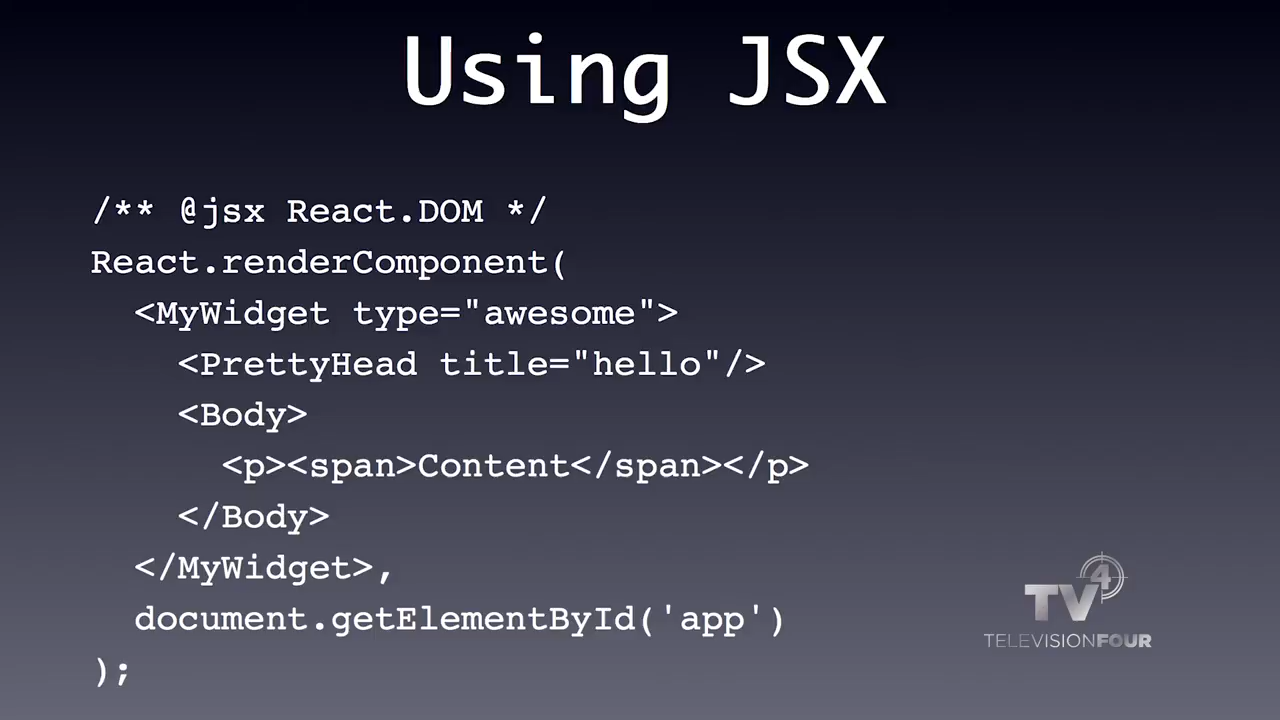 Using JSX
/** @jsx React.DOM */
React.renderComponent(
  <MyWidget type="awesome">
    <PrettyHead title="hello"/>
    <Body>
      <p><span>Content</span></p>
    </Body>
  </MyWidget>,
  document.getElementById('app')
);
TV4
TELEVISIONFOUR